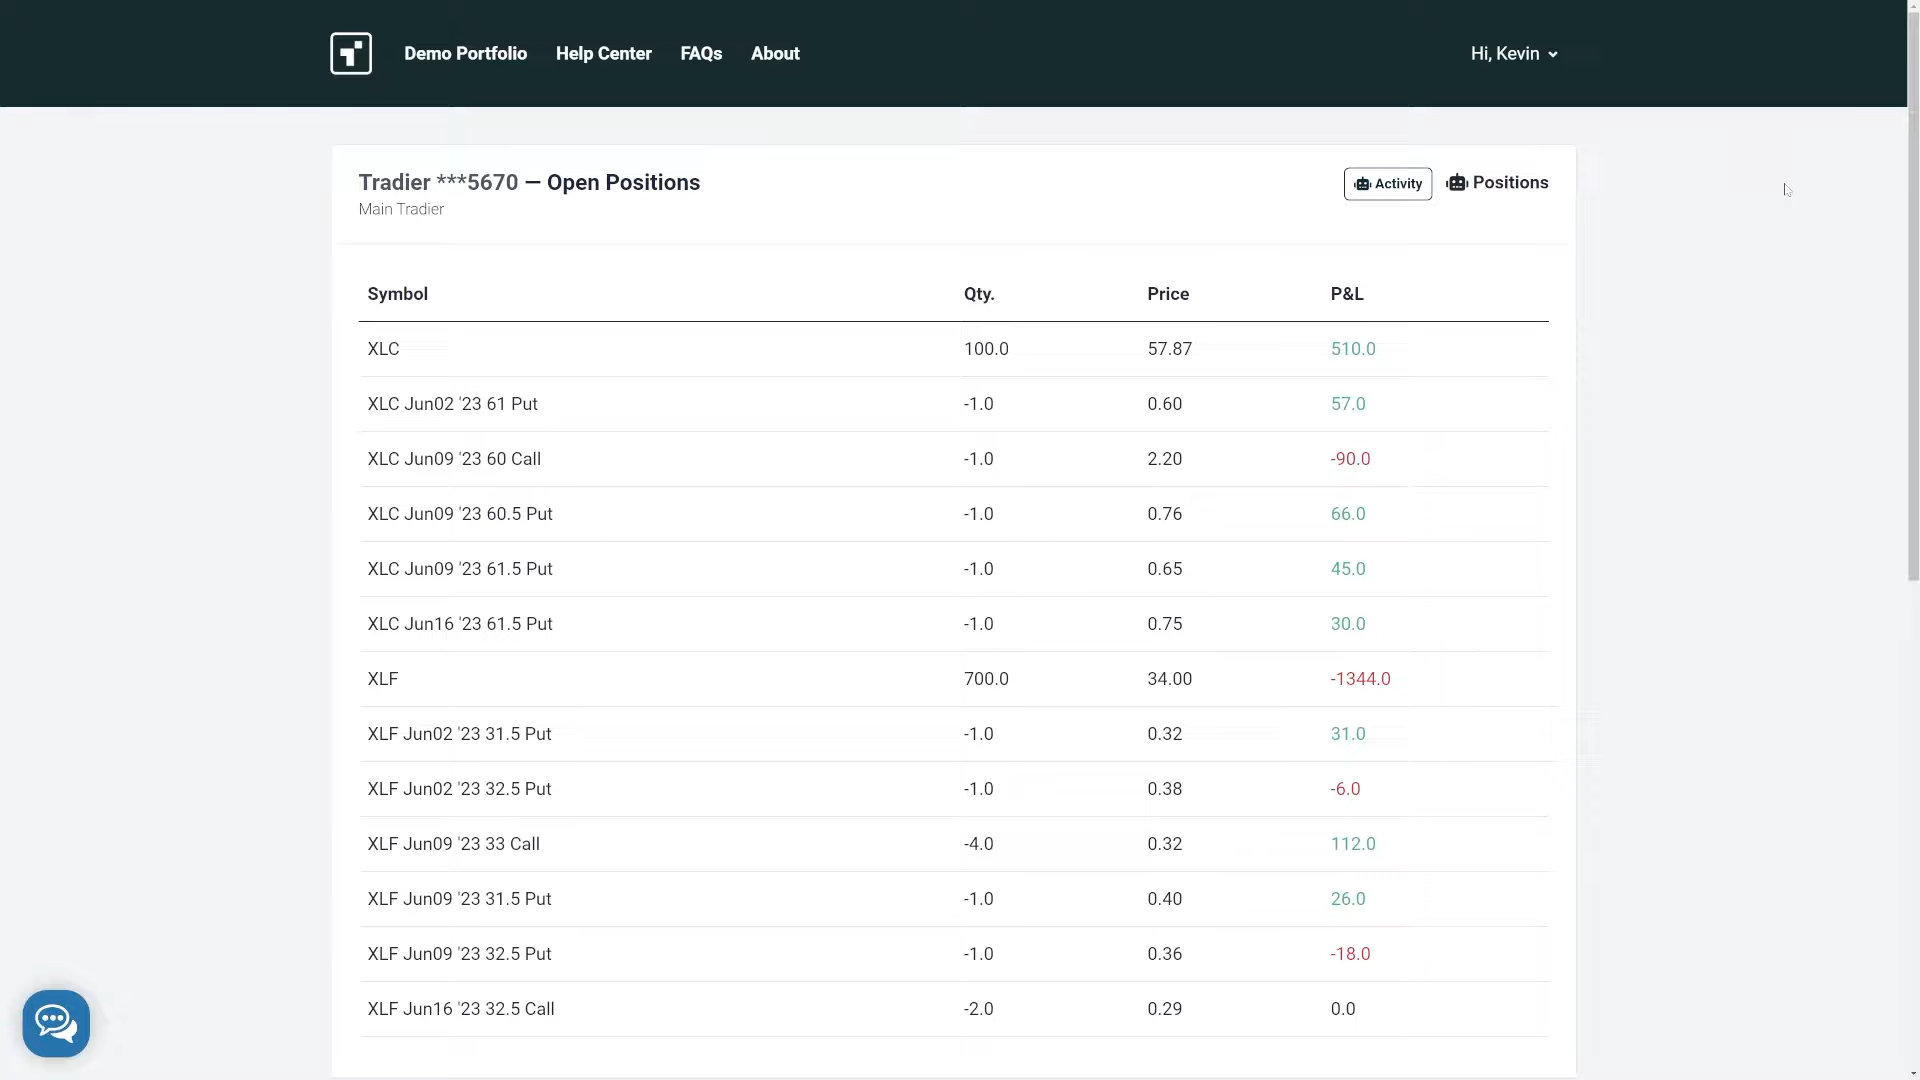 Demo Portfolio Help Center FAQs About Hi, Kevin
Tradier ***5670 — Open Positions
Main Tradier
Activity Positions
Symbol Qty. Price P&L
XLC 100.0 57.87 510.0
XLC Jun02 '23 61 Put -1.0 0.60 57.0
XLC Jun09 '23 60 Call -1.0 2.20 -90.0
XLC Jun09 '23 60.5 Put -1.0 0.76 66.0
XLC Jun09 '23 61.5 Put -1.0 0.65 45.0
XLC Jun16 '23 61.5 Put -1.0 0.75 30.0
XLF 700.0 34.00 -1344.0
XLF Jun02 '23 31.5 Put -1.0 0.32 31.0
XLF Jun02 '23 32.5 Put -1.0 0.38 -6.0
XLF Jun09 '23 33 Call -4.0 0.32 112.0
XLF Jun09 '23 31.5 Put -1.0 0.40 26.0
XLF Jun09 '23 32.5 Put -1.0 0.36 -18.0
XLF Jun16 '23 32.5 Call -2.0 0.29 0.0